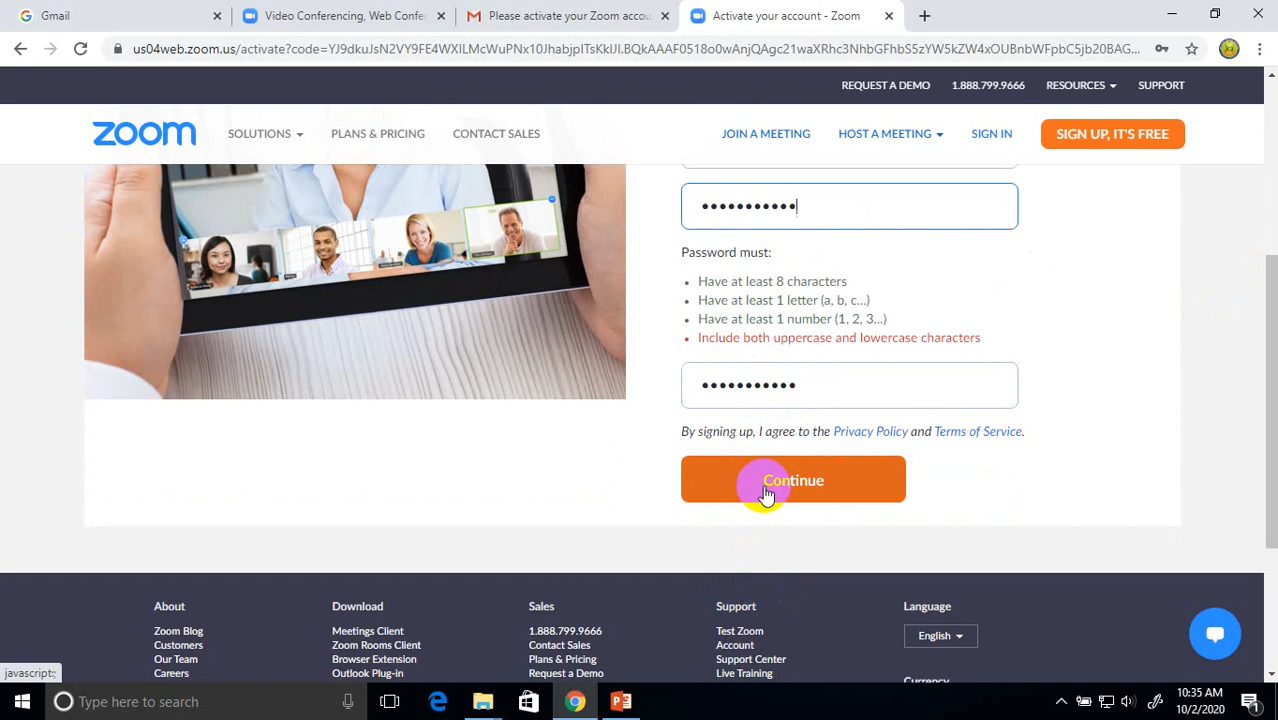 Gmail
Video Conferencing, Web Confer
Please activate your Zoom accou
Activate your account - Zoom
us04web.zoom.us/activate?code=
REQUEST A DEMO 1.888.799.9666 RESOURCES SUPPORT
zoom SOLUTIONS PLANS & PRICING CONTACT SALES JOIN A MEETING HOST A MEETING SIGN IN SIGN UP, IT'S FREE
Password must:
• Have at least 8 characters
• Have at least 1 letter (a, b, c...)
• Have at least 1 number (1, 2, 3...)
• Include both uppercase and lowercase characters
By signing up, I agree to the Privacy Policy and Terms of Service.
Continue
About Download Sales Support Language
Zoom Blog Meetings Client 1.888.799.9666 Test Zoom English
Customers Zoom Rooms Client Contact Sales Account
Our Team Browser Extension Plans & Pricing Support Center
Careers Outlook Plug-in Request a Demo Live Training Currency
javascript:;
Type here to search
10:35 AM
10/2/2020
1